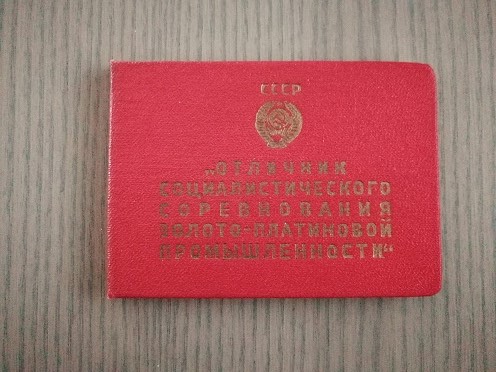 СССР
„ОТЛИЧНИК
СОЦИАЛИСТИЧЕСКОГО
СОРЕВНОВАНИЯ
ЗОЛОТО-ПЛАТИНОВОЙ
ПРОМЫШЛЕННОСТИ“